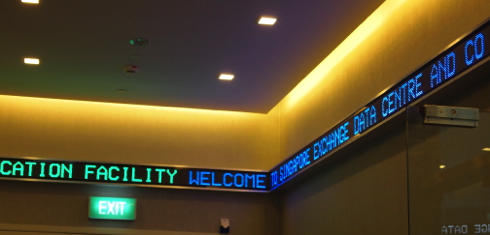 CATION FACILITY WELCOME TO SINGAPORE EXCHANGE DATA CENTRE AND CO
EXIT